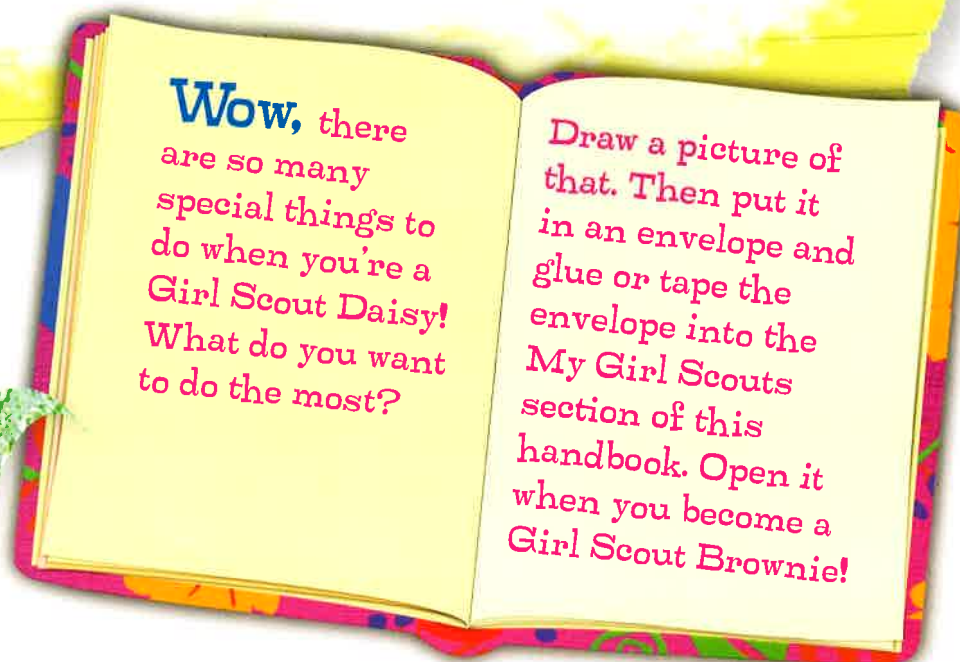 Wow, there
are so many
special things to
do when you're a
Girl Scout Daisy!
What do you want
to do the most?
Draw a picture of
that. Then put it
in an envelope and
glue or tape the
envelope into the
My Girl Scouts
section of this
handbook. Open it
when you become a
Girl Scout Brownie!